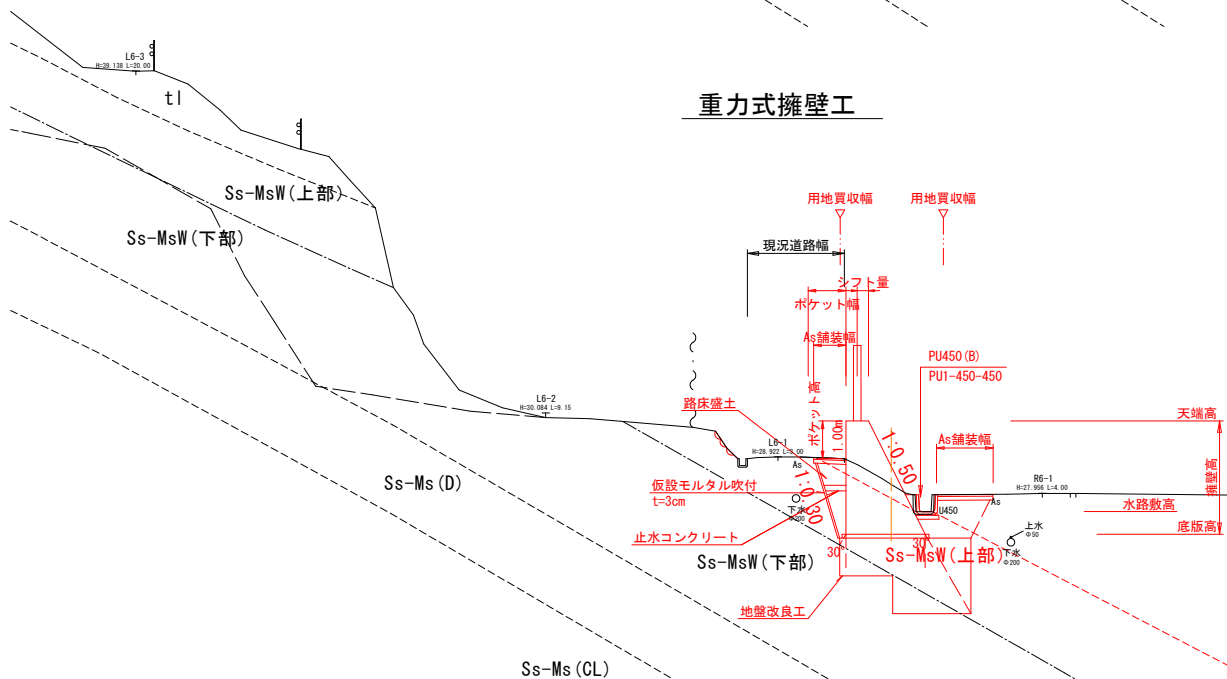 L6-3
H=39.138 L=20.00
tl
重力式擁壁工
Ss-MsW(上部)
Ss-MsW(下部)
用地買収幅
用地買収幅
現況道路幅
シフト量
ポケット幅
As舗装幅
PU450(B)
PU1-450-450
L6-2
H=30.084 L=9.15
路床盛土
ポケット高
1.00m
1:0.50
天端高
As舗装幅
擁壁高
L6-1
H=28.922 L=3.00
As
R6-1
H=27.956 L=4.00
As
Ss-Ms(D)
仮設モルタル吹付
t=3cm
1:0.30
下水
Φ200
U450
水路敷高
底版高
止水コンクリート
30
30
Ss-MsW(下部)
Ss-MsW(上部)
上水
Φ50
下水
Φ200
地盤改良工
Ss-Ms(CL)